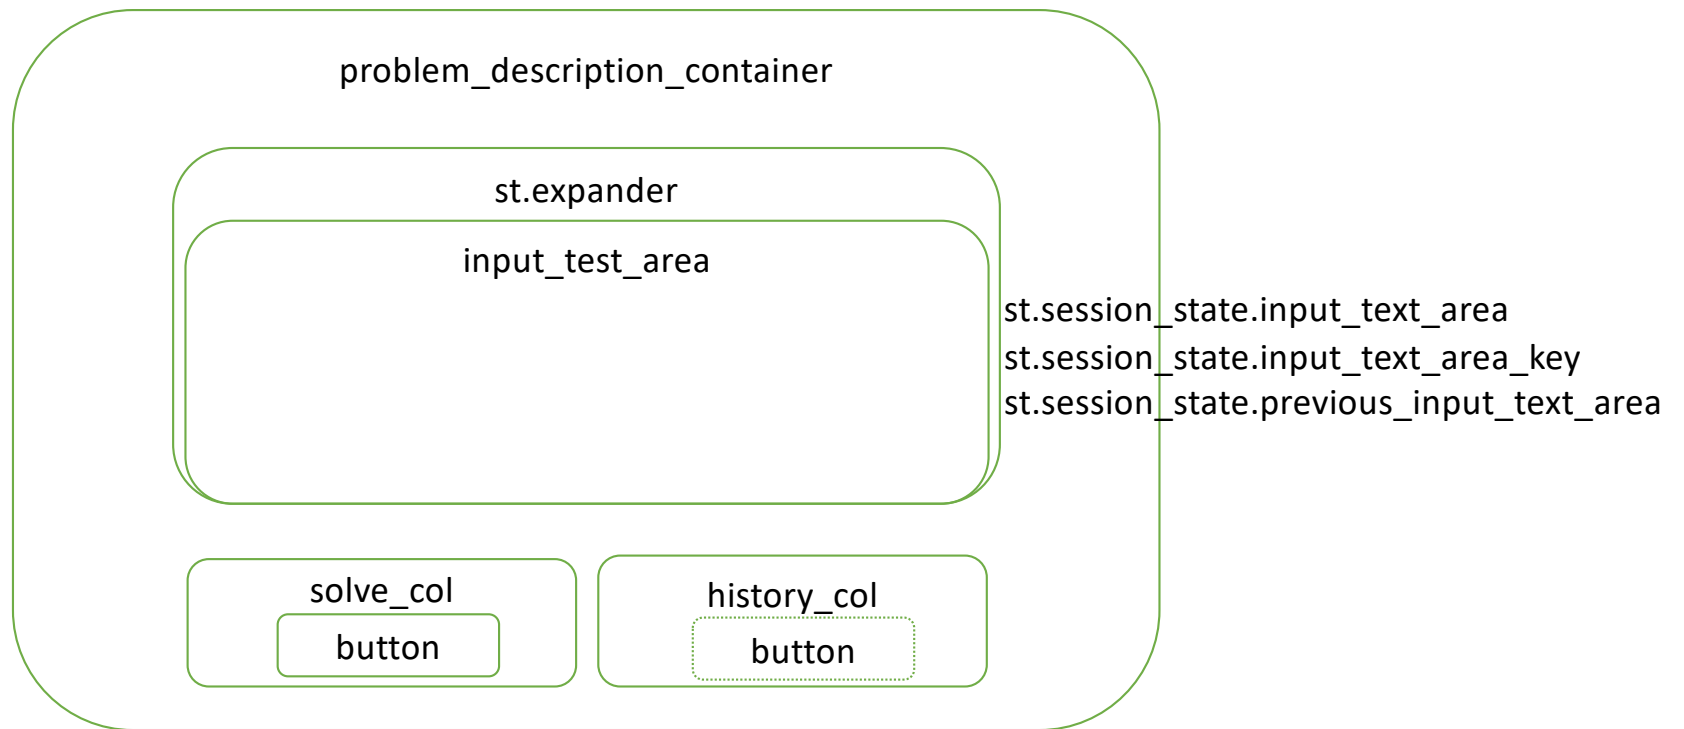 problem_description_container
st.expander
input_test_area
st.session_state.input_text_area
st.session_state.input_text_area_key
st.session_state.previous_input_text_area
solve_col
button
history_col
button